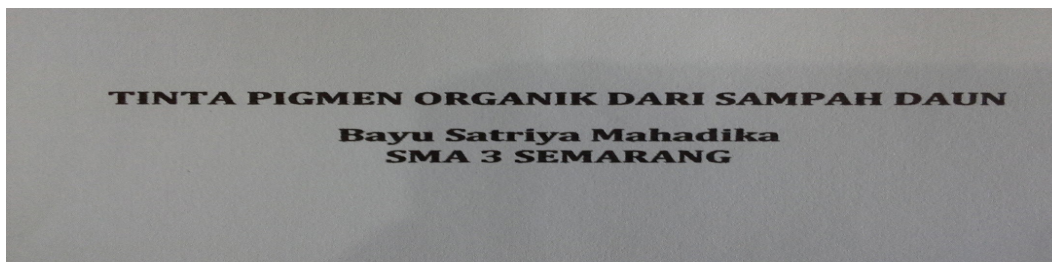 TINTA PIGMEN ORGANIK DARI SAMPAH DAUN
Bayu Satriya Mahadika
SMA 3 SEMARANG